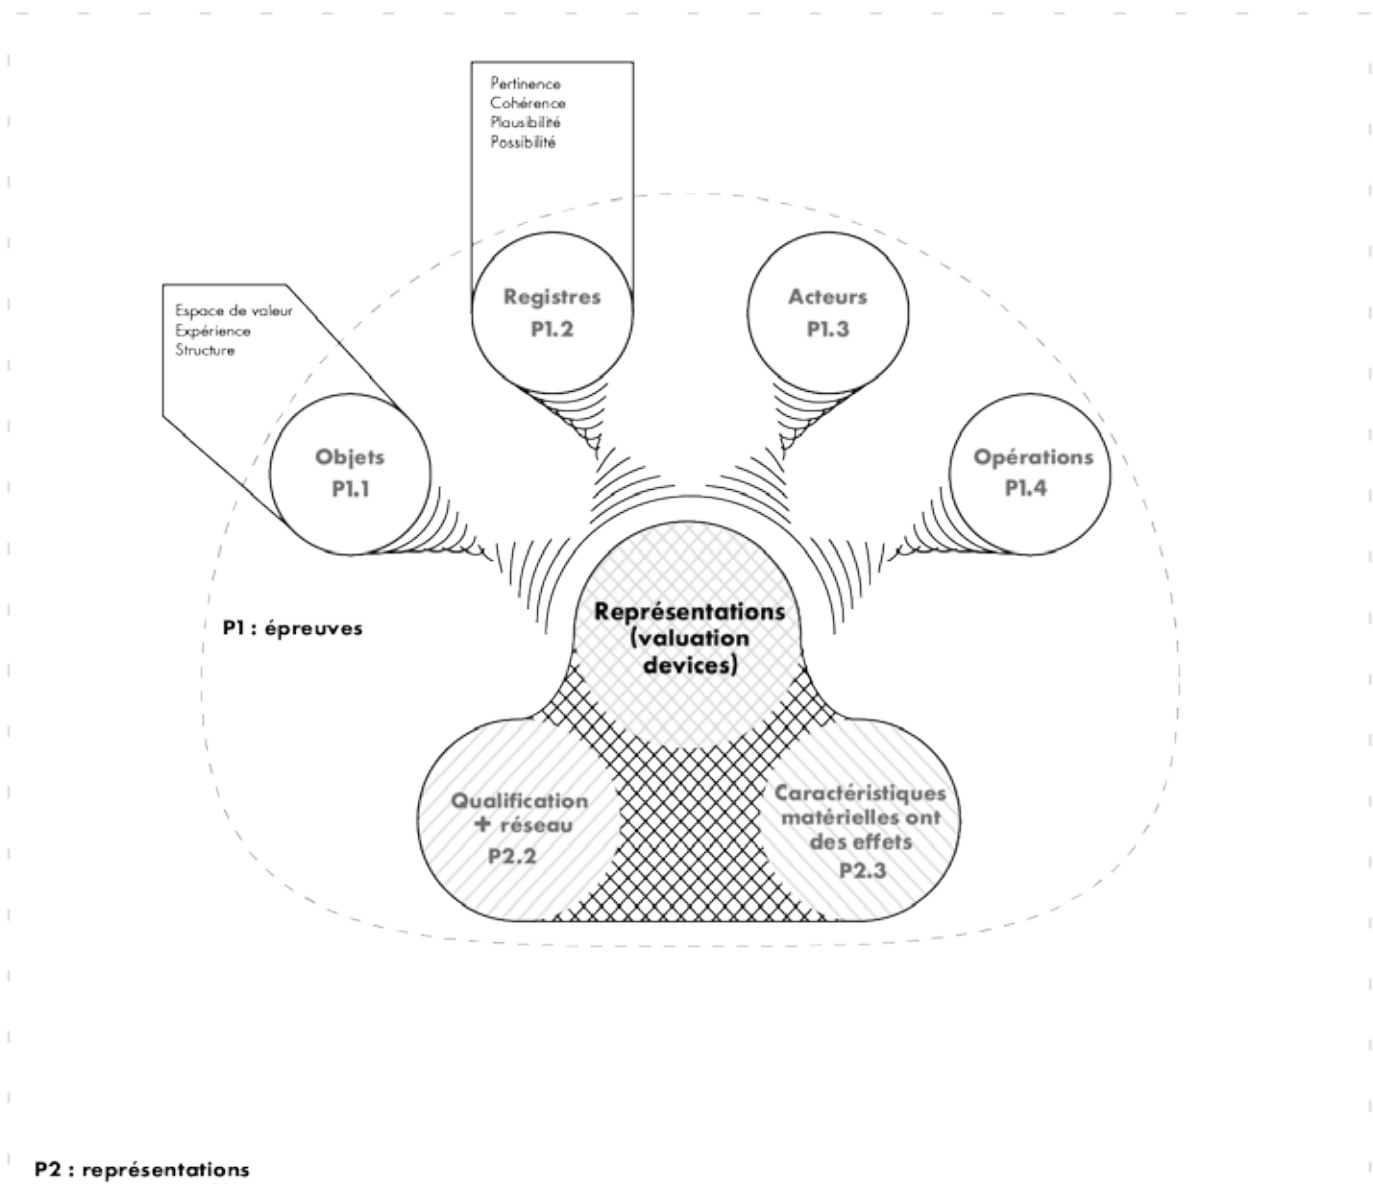 Pertinence
Cohérence
Plausibilité
Possibilité
Registres
P1.2
Acteurs
P1.3
Espace de valeur
Expérience
Structure
Objets
P1.1
Opérations
P1.4
P1 : épreuves
Représentations
(valuation
devices)
Qualification
+ réseau
P2.2
Caractéristiques
matérielles ont
des effets
P2.3
P2 : représentations